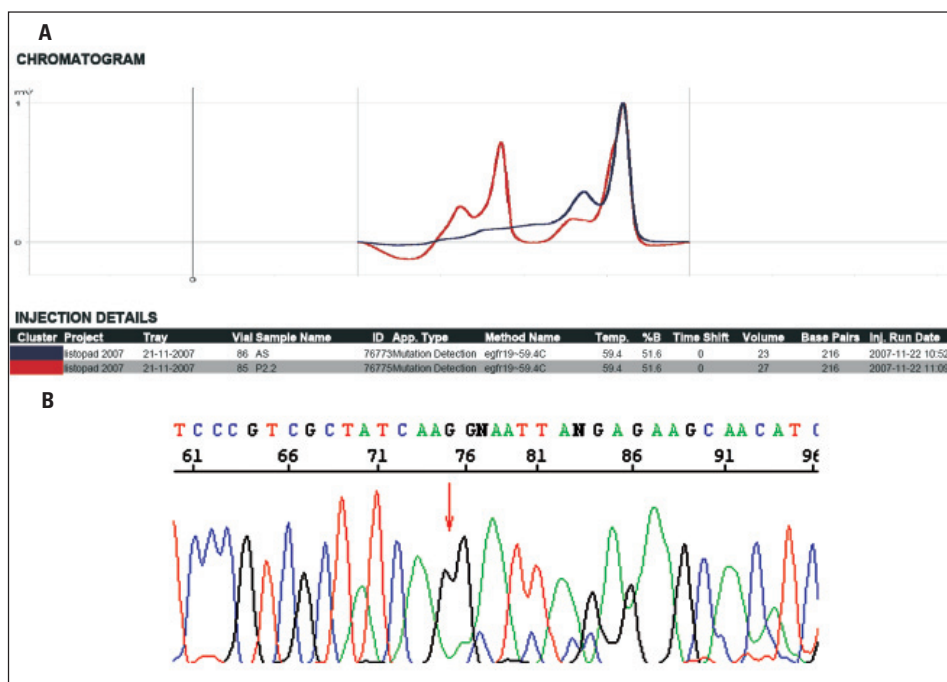 A
CHROMATOGRAM
mv
1
0
0
INJECTION DETAILS
Cluster Project Tray Vial Sample Name ID App. Type Method Name Temp. %B Time Shift Volume Base Pairs Inj. Run Date
listopad 2007 21-11-2007 86 AS 76773Mutation Detection egfr19~59.4C 59.4 51.6 0 23 216 2007-11-22 10:52
listopad 2007 21-11-2007 85 P2.2 76775Mutation Detection egfr19~59.4C 59.4 51.6 0 27 216 2007-11-22 11:09
B
T C C C G T C G C T A T C A A G G N A A T T A N G A G A A G C A A C A T C
61 66 71 76 81 86 91 96